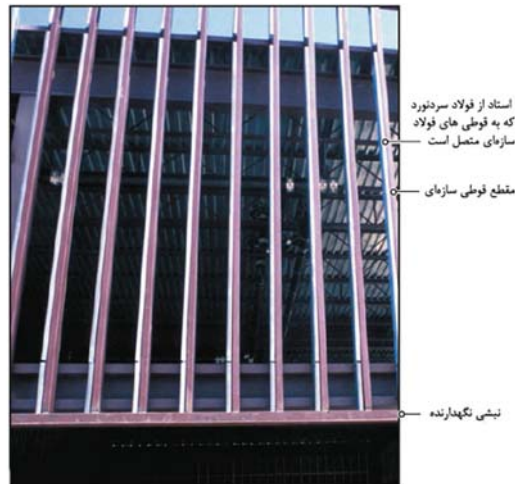 استاد از فولاد سردنورد
که به قوطی های فولاد
سازه‌ای متصل است
مقطع قوطی سازه‌ای
نبشی نگهدارنده